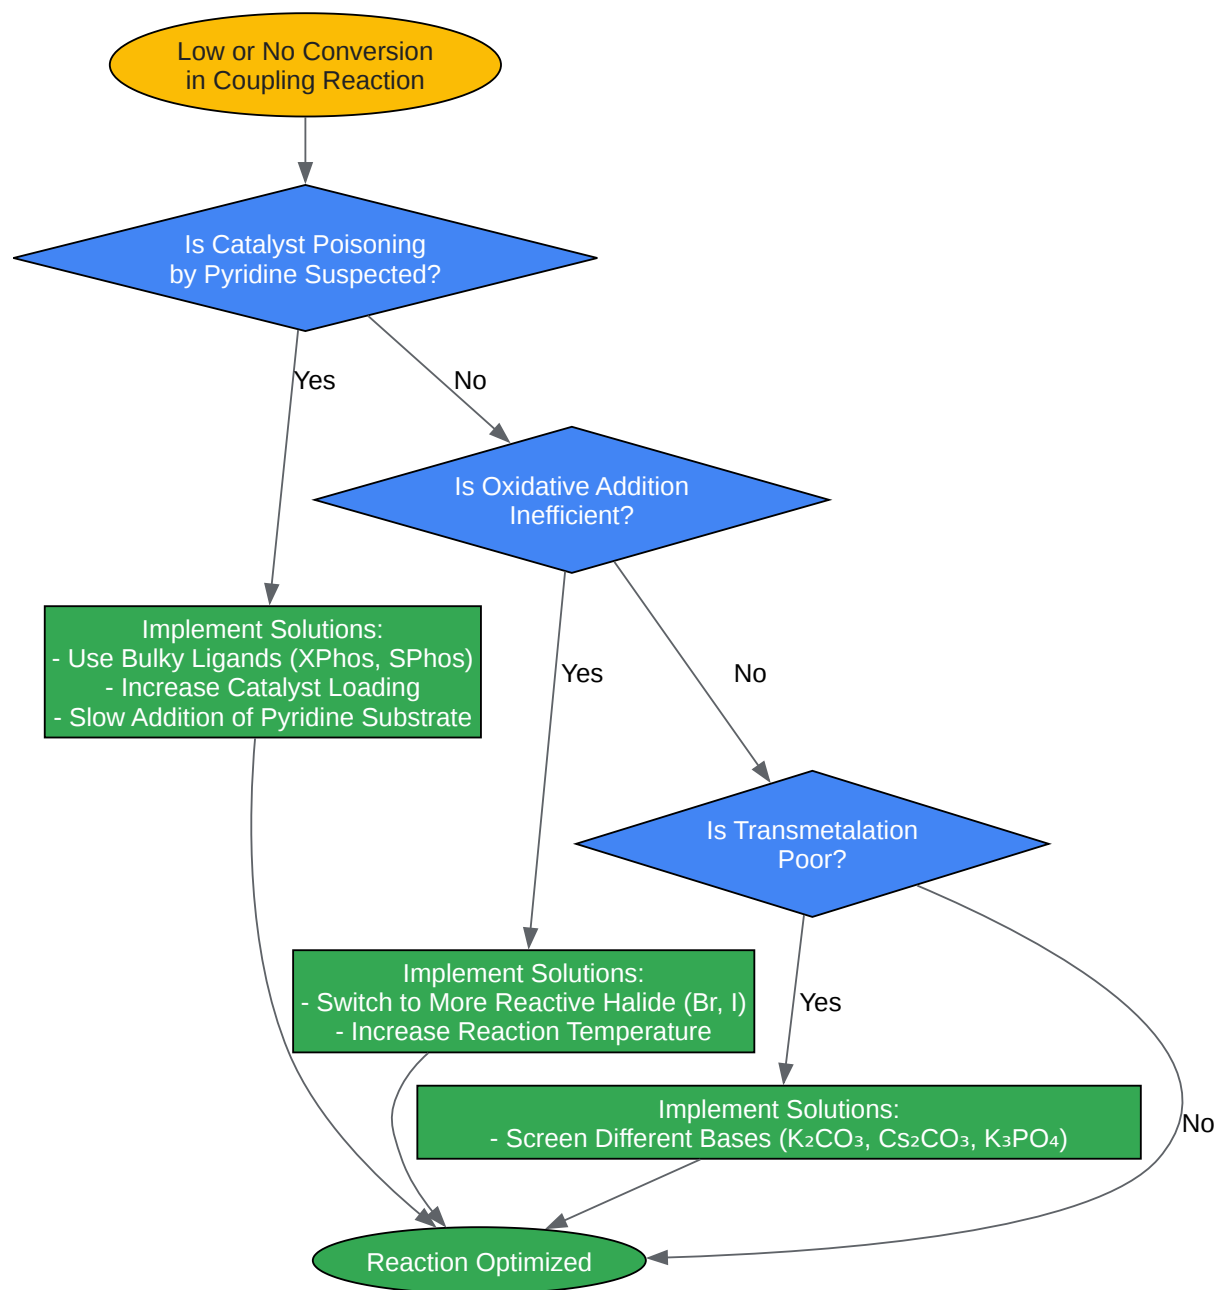 Low or No Conversion
in Coupling Reaction
Is Catalyst Poisoning
by Pyridine Suspected?
Yes
No
Is Oxidative Addition
Inefficient?
Implement Solutions:
- Use Bulky Ligands (XPhos, SPhos)
- Increase Catalyst Loading
- Slow Addition of Pyridine Substrate
Yes
No
Is Transmetalation
Poor?
Implement Solutions:
- Switch to More Reactive Halide (Br, I)
- Increase Reaction Temperature
Yes
No
Implement Solutions:
- Screen Different Bases (K₂CO₃, Cs₂CO₃, K₃PO₄)
Reaction Optimized